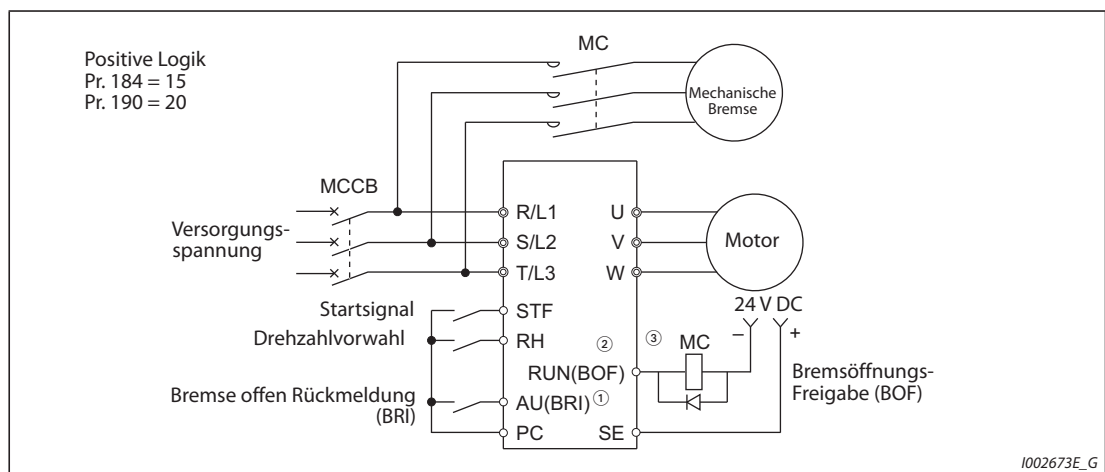 Positive Logik
Pr. 184 = 15
Pr. 190 = 20
MC
Mechanische
Bremse
MCCB
Versorgungs-
spannung
R/L1
S/L2
T/L3
U
V
W
Motor
Startsignal
STF
Drehzahlvorwahl
RH
24 V DC
– +
② ③ MC
RUN(BOF)
Bremsöffnungs-
Freigabe (BOF)
Bremse offen Rückmeldung
(BRI)
AU(BRI) ①
PC
SE
I002673E_G